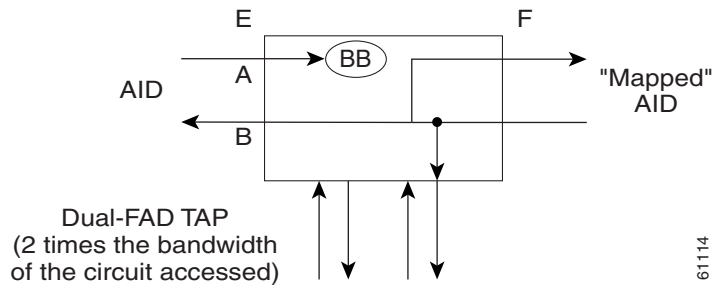 E
F
A
BB
AID
"Mapped"
AID
B
Dual-FAD TAP
(2 times the bandwidth
of the circuit accessed)
61114